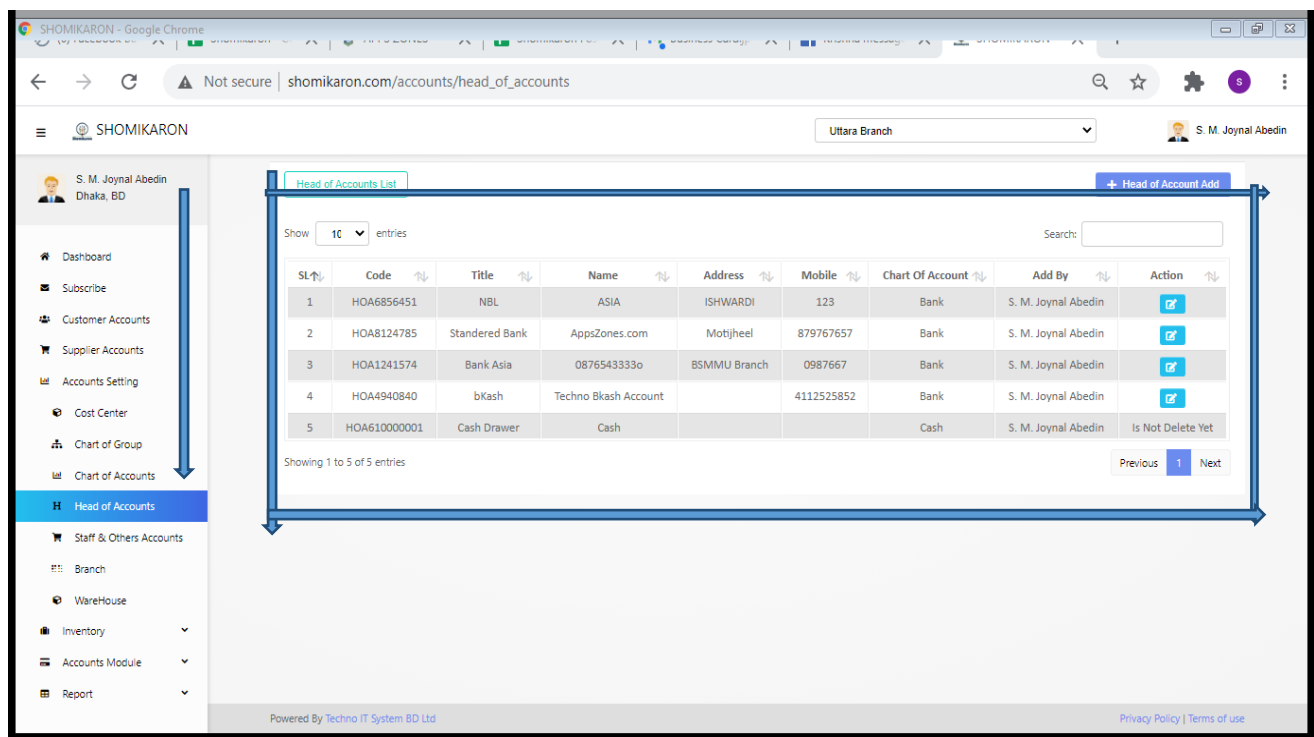 SHOMIKARON - Google Chrome
Not secure | shomikaron.com/accounts/head_of_accounts
SHOMIKARON
Uttara Branch
S. M. Joynal Abedin
S. M. Joynal Abedin
Dhaka, BD
Dashboard
Subscribe
Customer Accounts
Supplier Accounts
Accounts Setting
Cost Center
Chart of Group
Chart of Accounts
H Head of Accounts
Staff & Others Accounts
Branch
WareHouse
Inventory
Accounts Module
Report
Head of Accounts List
+ Head of Account Add
Show 10 entries
Search:
SL Code Title Name Address Mobile Chart Of Account Add By Action
1 HOA6856451 NBL ASIA ISHWARDI 123 Bank S. M. Joynal Abedin
2 HOA8124785 Standered Bank AppsZones.com Motijheel 879767657 Bank S. M. Joynal Abedin
3 HOA1241574 Bank Asia 0876543333o BSMMU Branch 0987667 Bank S. M. Joynal Abedin
4 HOA4940840 bKash Techno Bkash Account 4112525852 Bank S. M. Joynal Abedin
5 HOA610000001 Cash Drawer Cash Cash S. M. Joynal Abedin Is Not Delete Yet
Showing 1 to 5 of 5 entries
Previous 1 Next
Powered By Techno IT System BD Ltd
Privacy Policy | Terms of use